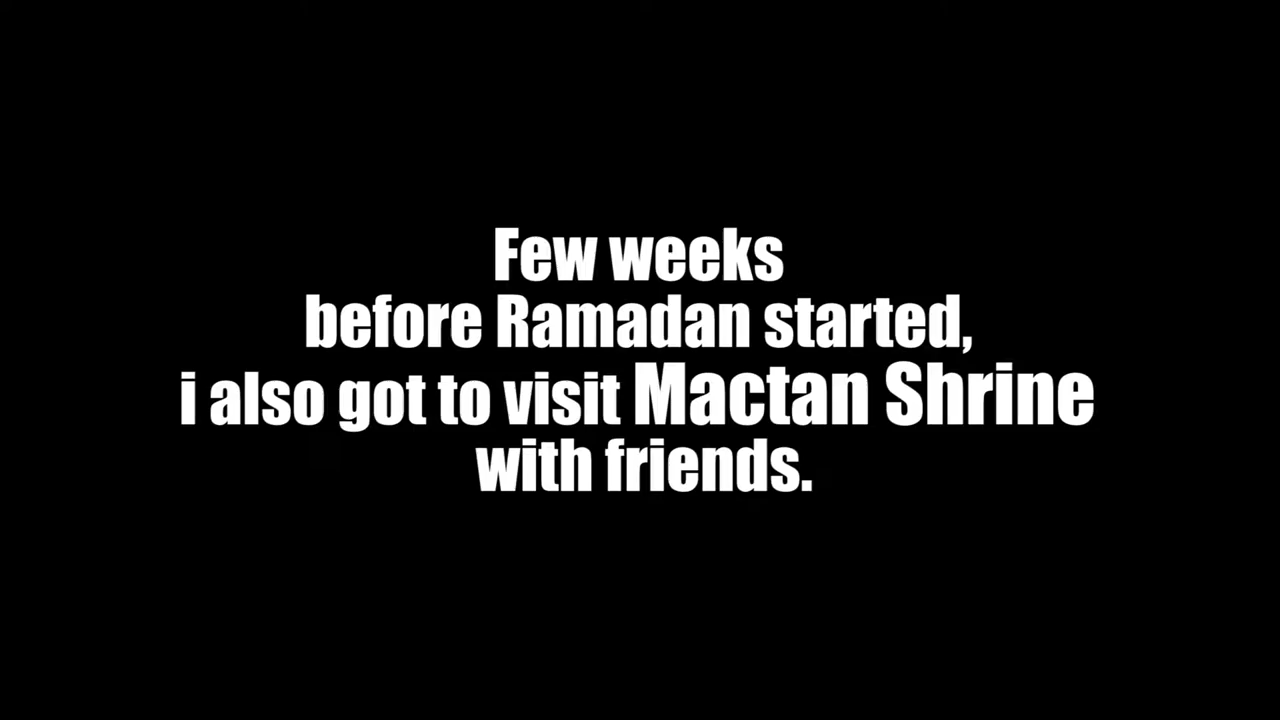 Few weeks
before Ramadan started,
i also got to visit Mactan Shrine
with friends.